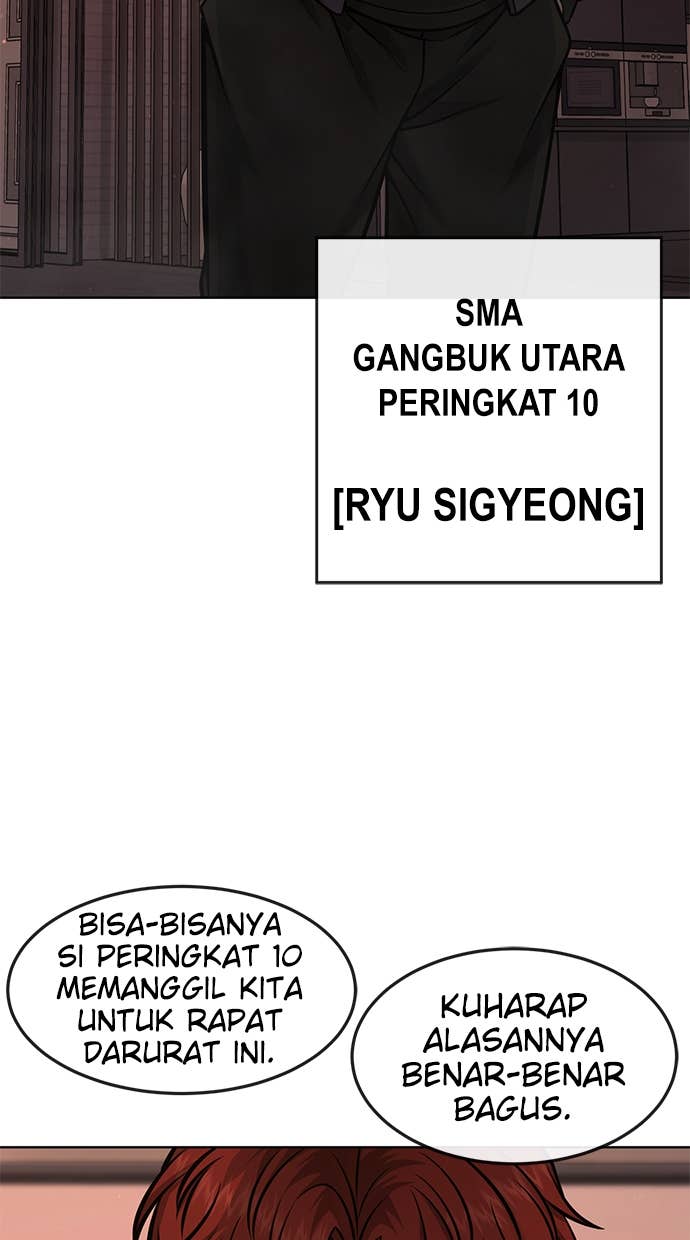 SMA
GANGBUK UTARA
PERINGKAT 10
[RYU SIGYEONG]
BISA-BISANYA
SI PERINGKAT 10
MEMANGGIL KITA
UNTUK RAPAT
DARURAT INI.
KUHARAP
ALASANNYA
BENAR-BENAR
BAGUS.